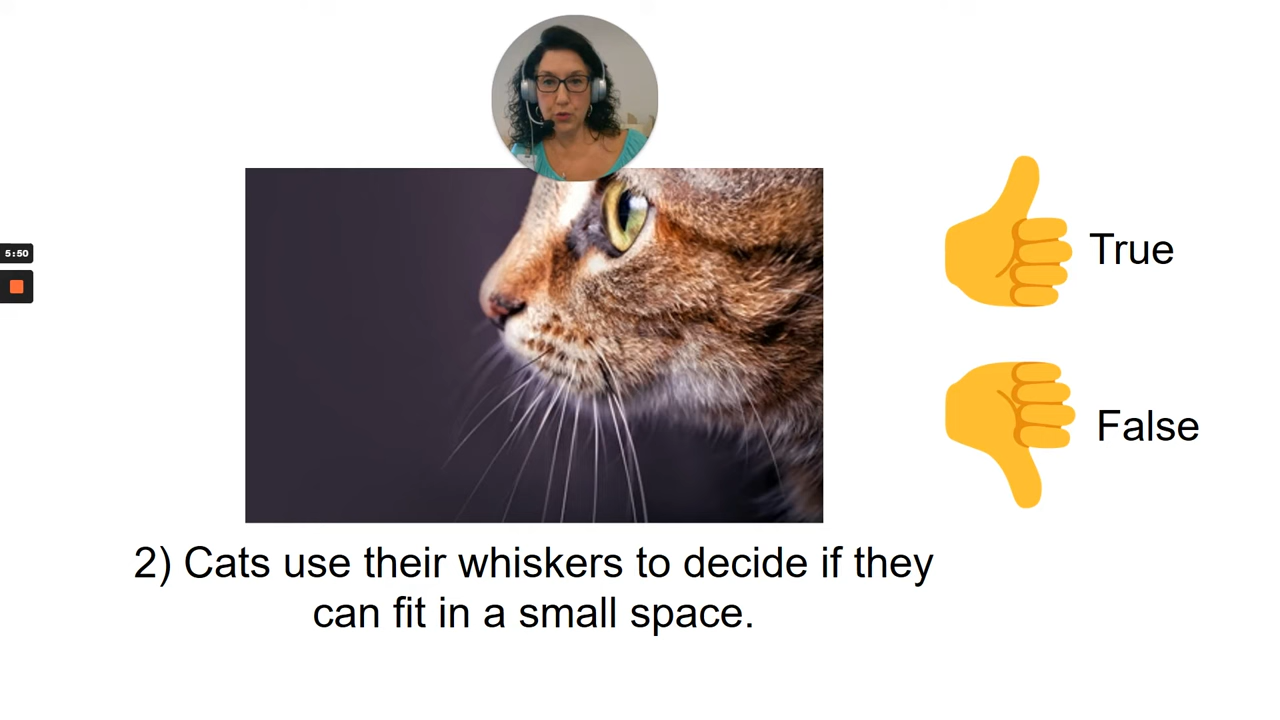 5:50
True
False
2) Cats use their whiskers to decide if they
can fit in a small space.